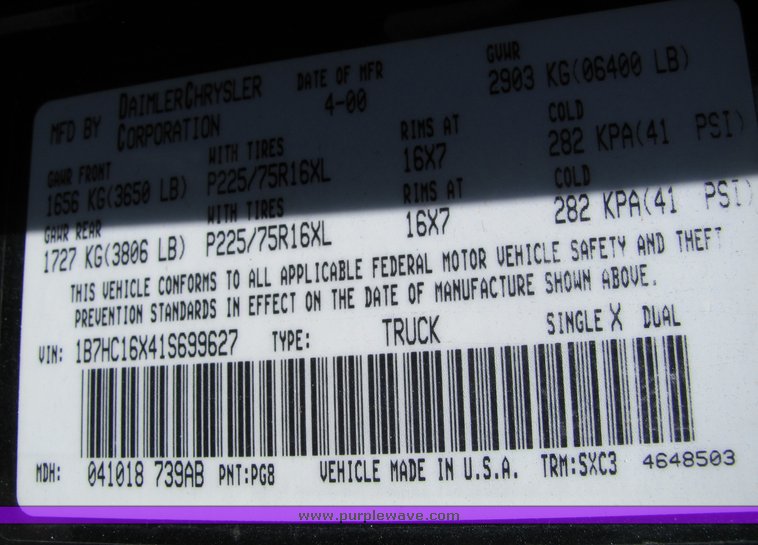 MFD BY DAIMLERCHRYSLER CORPORATION DATE OF MFR 4-00 GVWR 2903 KG(06400 LB)
GAWR FRONT WITH TIRES RIMS AT COLD
1656 KG(3650 LB) P225/75R16XL 16X7 282 KPA(41 PSI)
GAWR REAR WITH TIRES RIMS AT COLD
1727 KG(3806 LB) P225/75R16XL 16X7 282 KPA(41 PSI)
THIS VEHICLE CONFORMS TO ALL APPLICABLE FEDERAL MOTOR VEHICLE SAFETY AND THEFT
PREVENTION STANDARDS IN EFFECT ON THE DATE OF MANUFACTURE SHOWN ABOVE.
VIN: 1B7HC16X41S699627 TYPE: TRUCK SINGLE X DUAL
MDH: 041018 739AB PNT:PG8 VEHICLE MADE IN U.S.A. TRM:SXC3 4648503
www.purplewave.com